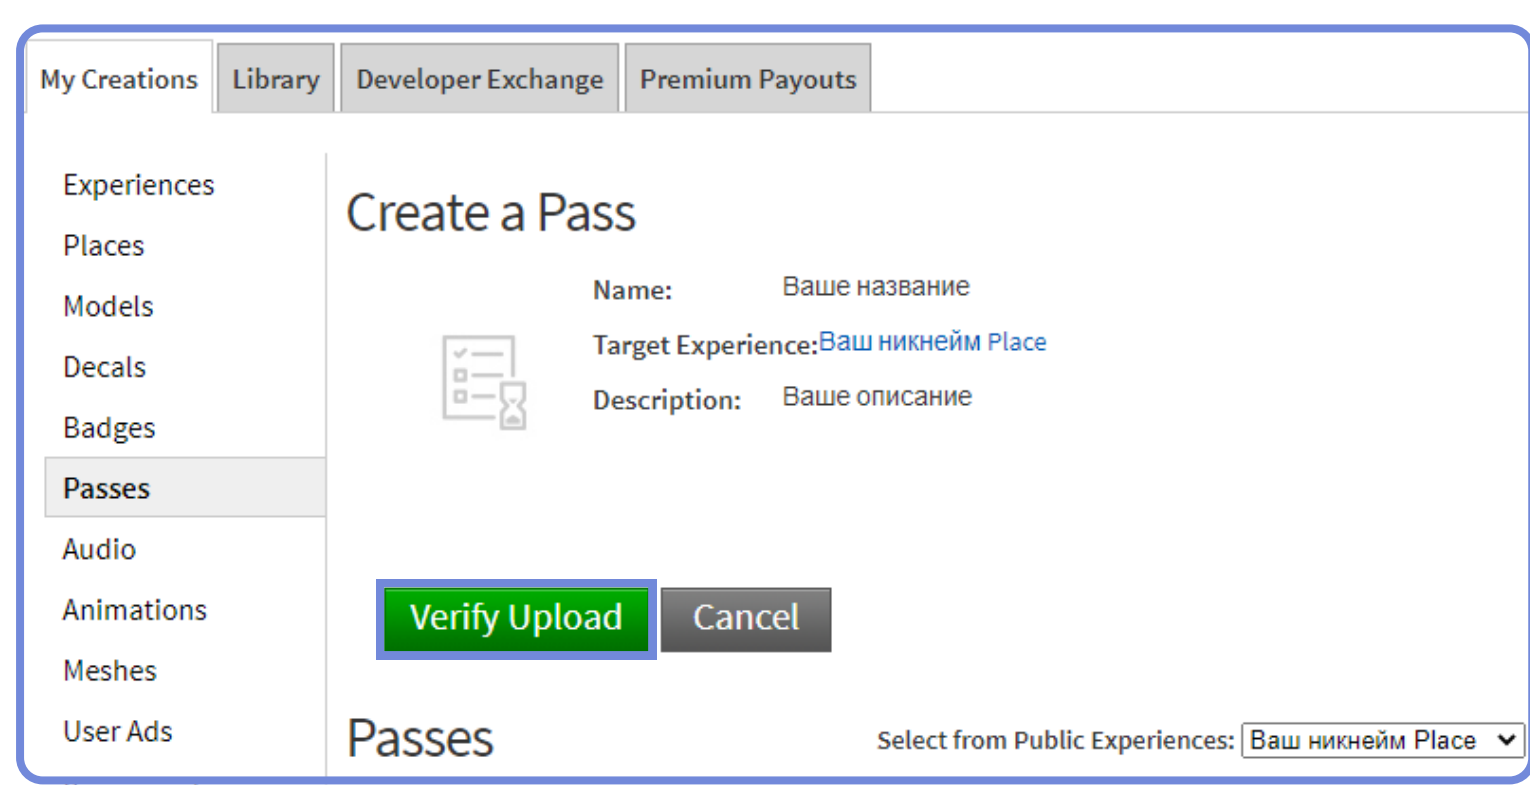 My Creations Library Developer Exchange Premium Payouts
Experiences
Places
Models
Decals
Badges
Passes
Audio
Animations
Meshes
User Ads
Create a Pass
Name: Ваше название
Target Experience: Ваш никнейм Place
Description: Ваше описание
Verify Upload Cancel
Passes
Select from Public Experiences: Ваш никнейм Place